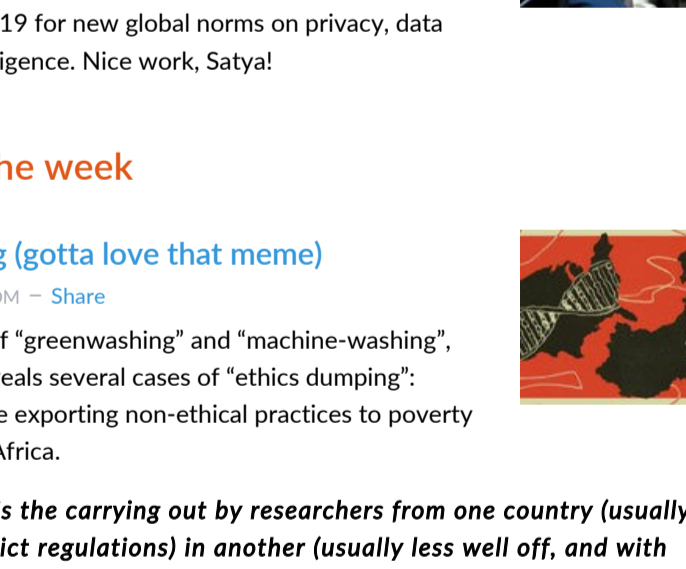 19 for new global norms on privacy, data
igence. Nice work, Satya!
he week
g (gotta love that meme)
OM — Share
f “greenwashing” and “machine-washing”,
eals several cases of “ethics dumping”:
e exporting non-ethical practices to poverty
Africa.
is the carrying out by researchers from one country (usually
ict regulations) in another (usually less well off, and with